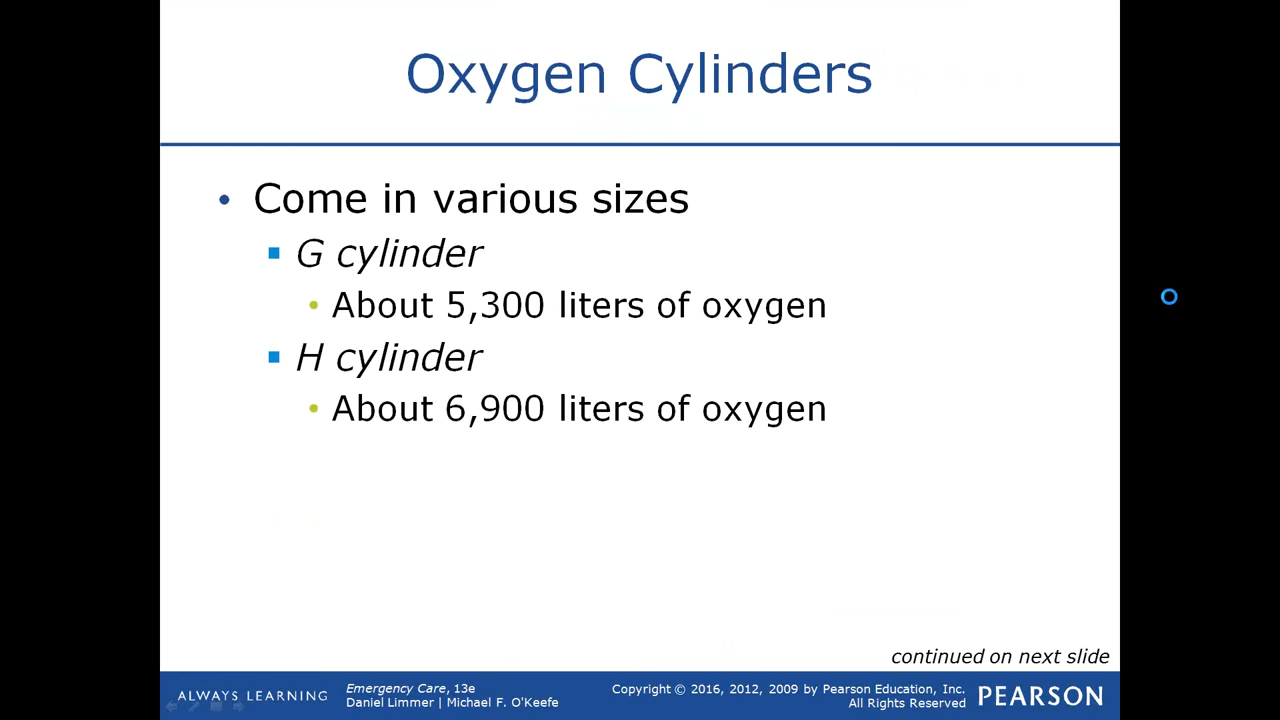 Oxygen Cylinders
• Come in various sizes
▪ G cylinder
• About 5,300 liters of oxygen
▪ H cylinder
• About 6,900 liters of oxygen
continued on next slide
ALWAYS LEARNING
Emergency Care, 13e
Daniel Limmer | Michael F. O'Keefe
Copyright © 2016, 2012, 2009 by Pearson Education, Inc.
All Rights Reserved
PEARSON